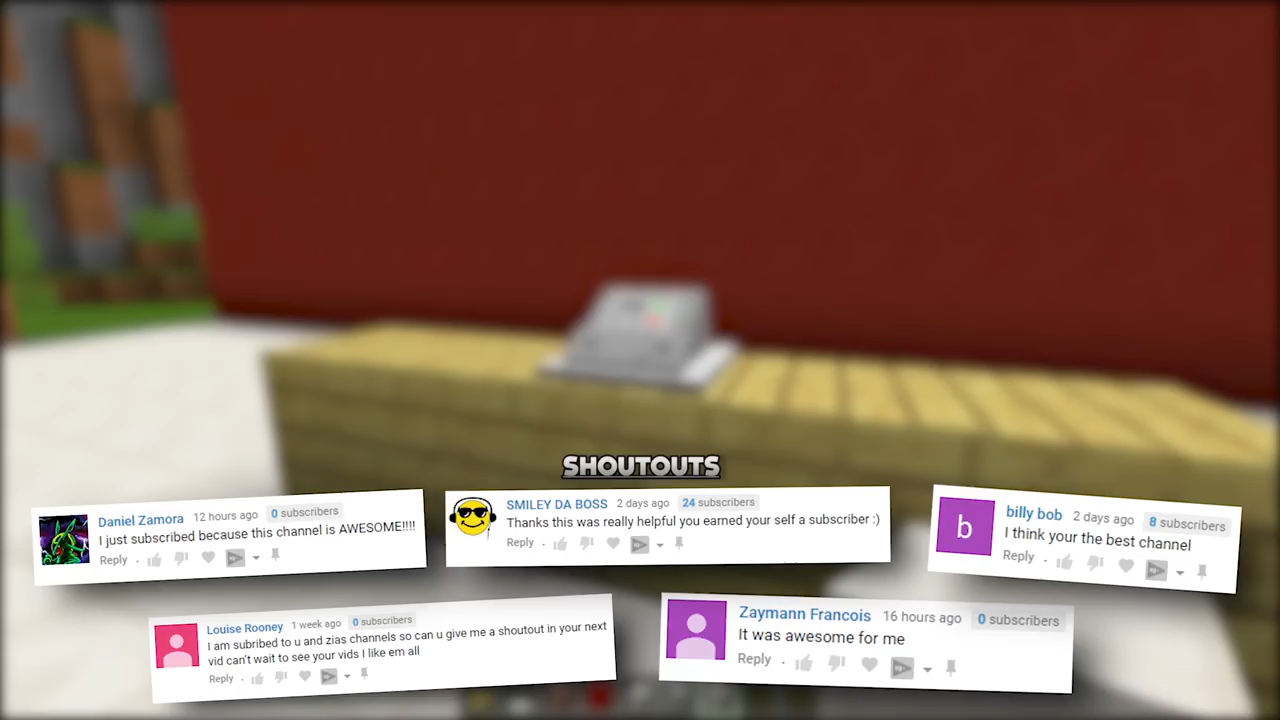 SHOUTOUTS
Daniel Zamora 12 hours ago 0 subscribers
I just subscribed because this channel is AWESOME!!!!
Reply
SMILEY DA BOSS 2 days ago 24 subscribers
Thanks this was really helpful you earned your self a subscriber :)
Reply
b
billy bob 2 days ago 8 subscribers
I think your the best channel
Reply
Louise Rooney 1 week ago 0 subscribers
I am subribed to u and zias channels so can u give me a shoutout in your next
vid can't wait to see your vids I like em all
Reply
Zaymann Francois 16 hours ago 0 subscribers
It was awesome for me
Reply